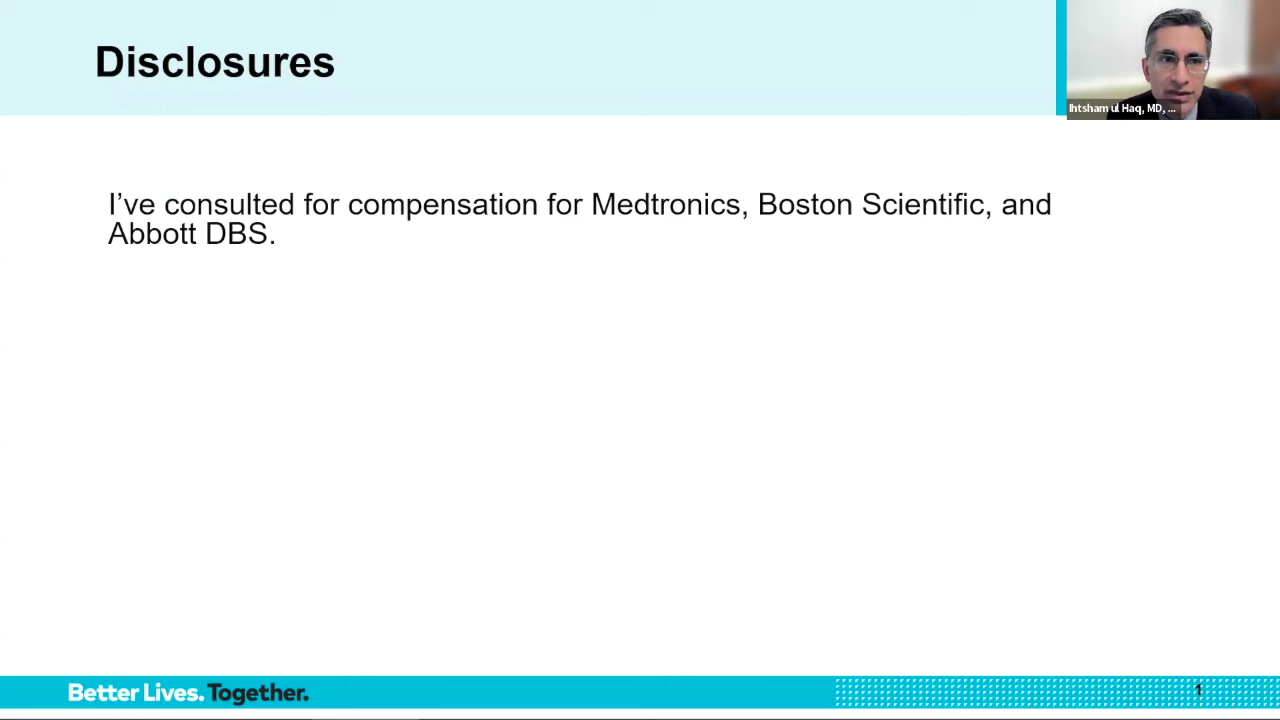 Disclosures
Ihtsham ul Haq, MD, ...
I’ve consulted for compensation for Medtronics, Boston Scientific, and
Abbott DBS.
Better Lives. Together.
1